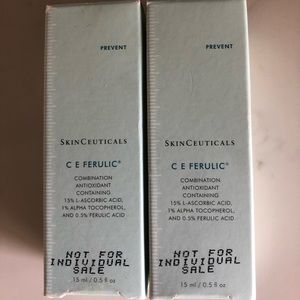 PREVENT
SKINCEUTICALS
C E FERULIC®
COMBINATION
ANTIOXIDANT
CONTAINING
15% L-ASCORBIC ACID,
1% ALPHA TOCOPHEROL,
AND 0.5% FERULIC ACID
NOT FOR
INDIVIDUAL
SALE
15 ml / 0.5 fl oz
PREVENT
SKINCEUTICALS
C E FERULIC®
COMBINATION
ANTIOXIDANT
CONTAINING
15% L-ASCORBIC ACID,
1% ALPHA TOCOPHEROL,
AND 0.5% FERULIC ACID
NOT FOR
INDIVIDUAL
SALE
15 ml / 0.5 fl oz